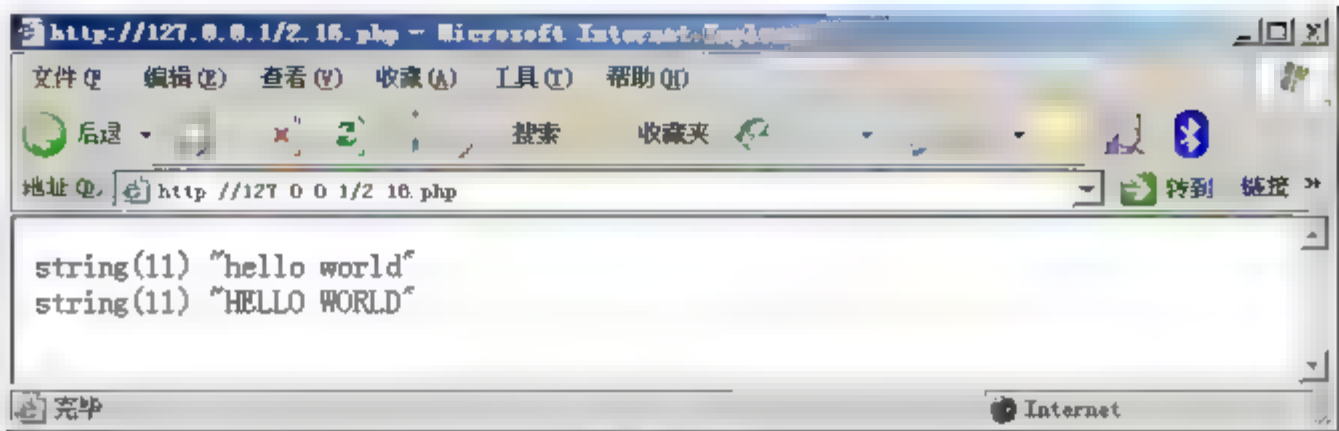 http://127.0.0.1/2.16.php - Microsoft Internet Explorer
文件(F 编辑(E) 查看(V) 收藏(A) 工具(T) 帮助(H)
后退 搜索 收藏夹
地址(D) http //127 0 0 1/2 16. php 转到 链接 »
string(11) "hello world"
string(11) "HELLO WORLD"
完毕 Internet